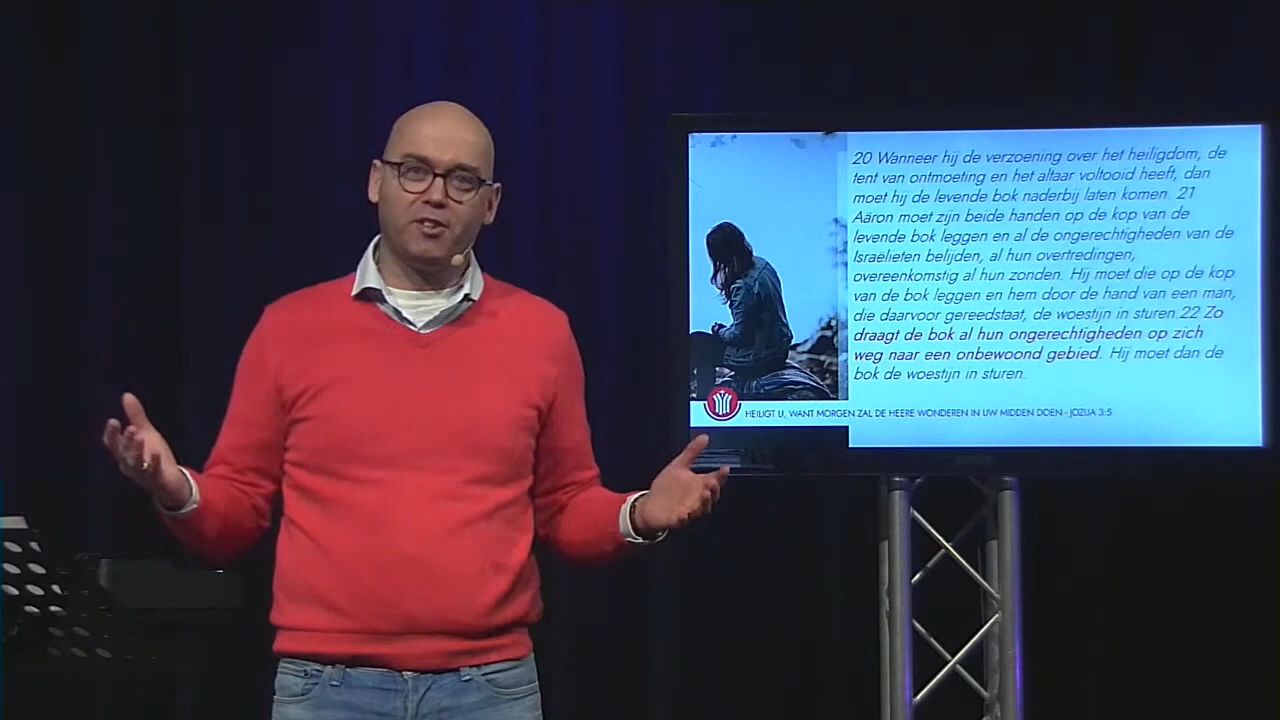 20 Wanneer hij de verzoening over het heiligdom, de
tent van ontmoeting en het altaar voltooid heeft, dan
moet hij de levende bok naderbij laten komen. 21
Aäron moet zijn beide handen op de kop van de
levende bok leggen en al de ongerechtigheden van de
Israëlieten belijden, al hun overtredingen,
overeenkomstig al hun zonden. Hij moet die op de kop
van de bok leggen en hem door de hand van een man,
die daarvoor gereedstaat, de woestijn in sturen.22 Zo
draagt de bok al hun ongerechtigheden op zich
weg naar een onbewoond gebied. Hij moet dan de
bok de woestijn in sturen.
HEILIGT U, WANT MORGEN ZAL DE HEERE WONDEREN IN UW MIDDEN DOEN - JOZUA 3:5